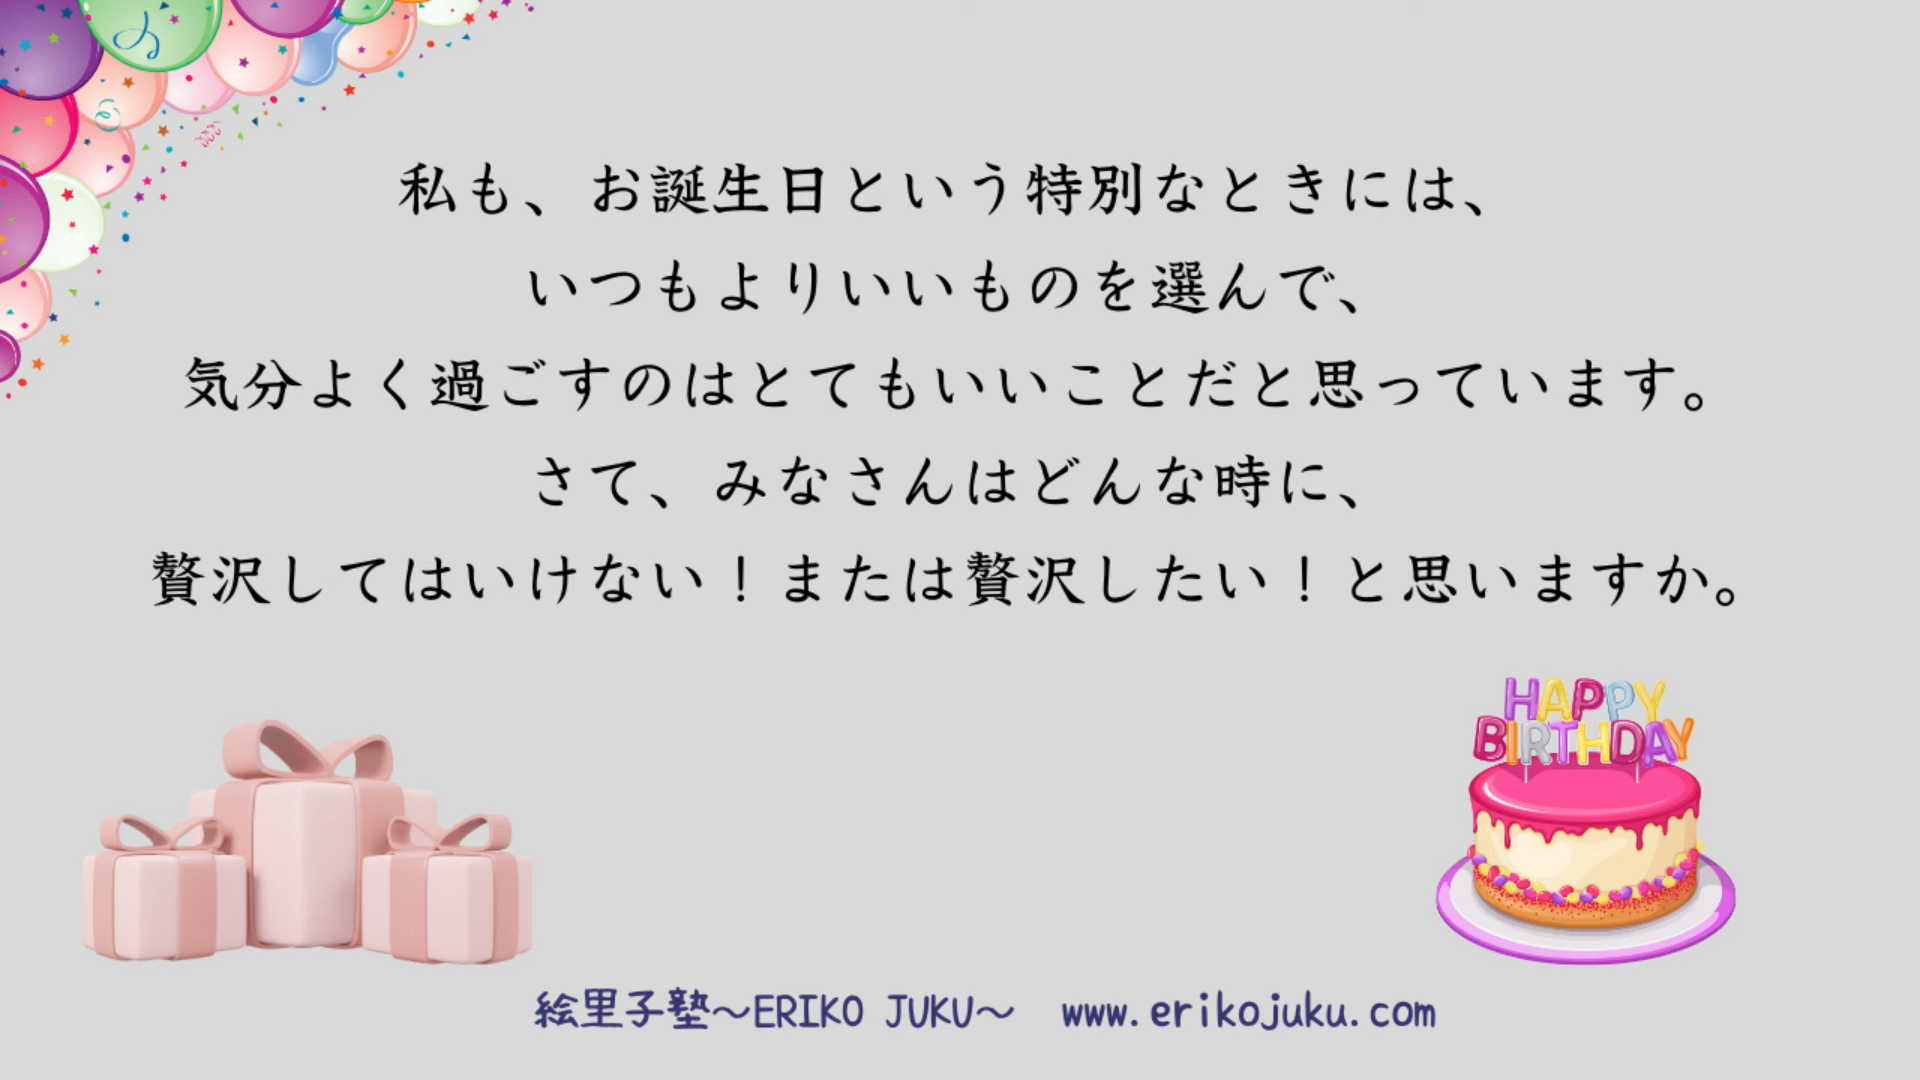 私も、お誕生日という特別なときには、
いつもよりいいものを選んで、
気分よく過ごすのはとてもいいことだと思っています。
さて、みなさんはどんな時に、
贅沢してはいけない！または贅沢したい！と思いますか。
HAPPY
BIRTHDAY
絵里子塾～ERIKO JUKU～ www.erikojuku.com